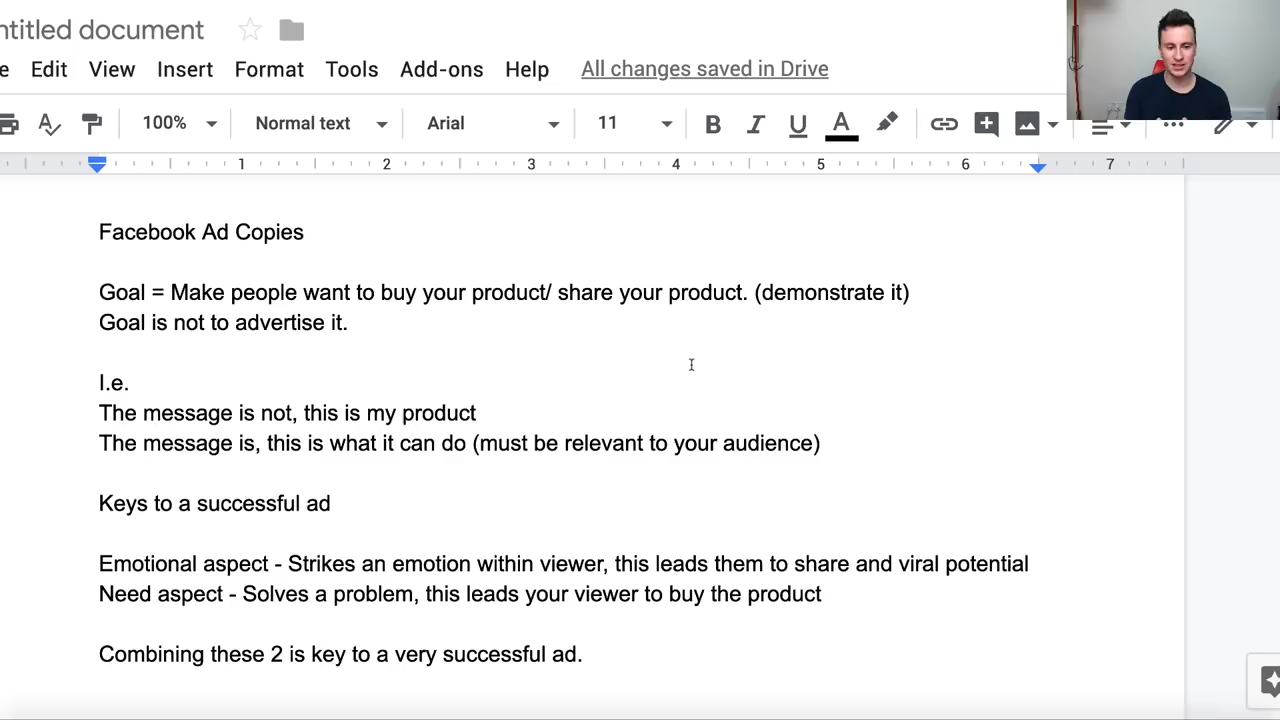 ntitled document
e Edit View Insert Format Tools Add-ons Help All changes saved in Drive
100% Normal text Arial 11 B I U A
1 2 3 4 5 6 7
Facebook Ad Copies
Goal = Make people want to buy your product/ share your product. (demonstrate it)
Goal is not to advertise it.
I.e.
The message is not, this is my product
The message is, this is what it can do (must be relevant to your audience)
Keys to a successful ad
Emotional aspect - Strikes an emotion within viewer, this leads them to share and viral potential
Need aspect - Solves a problem, this leads your viewer to buy the product
Combining these 2 is key to a very successful ad.